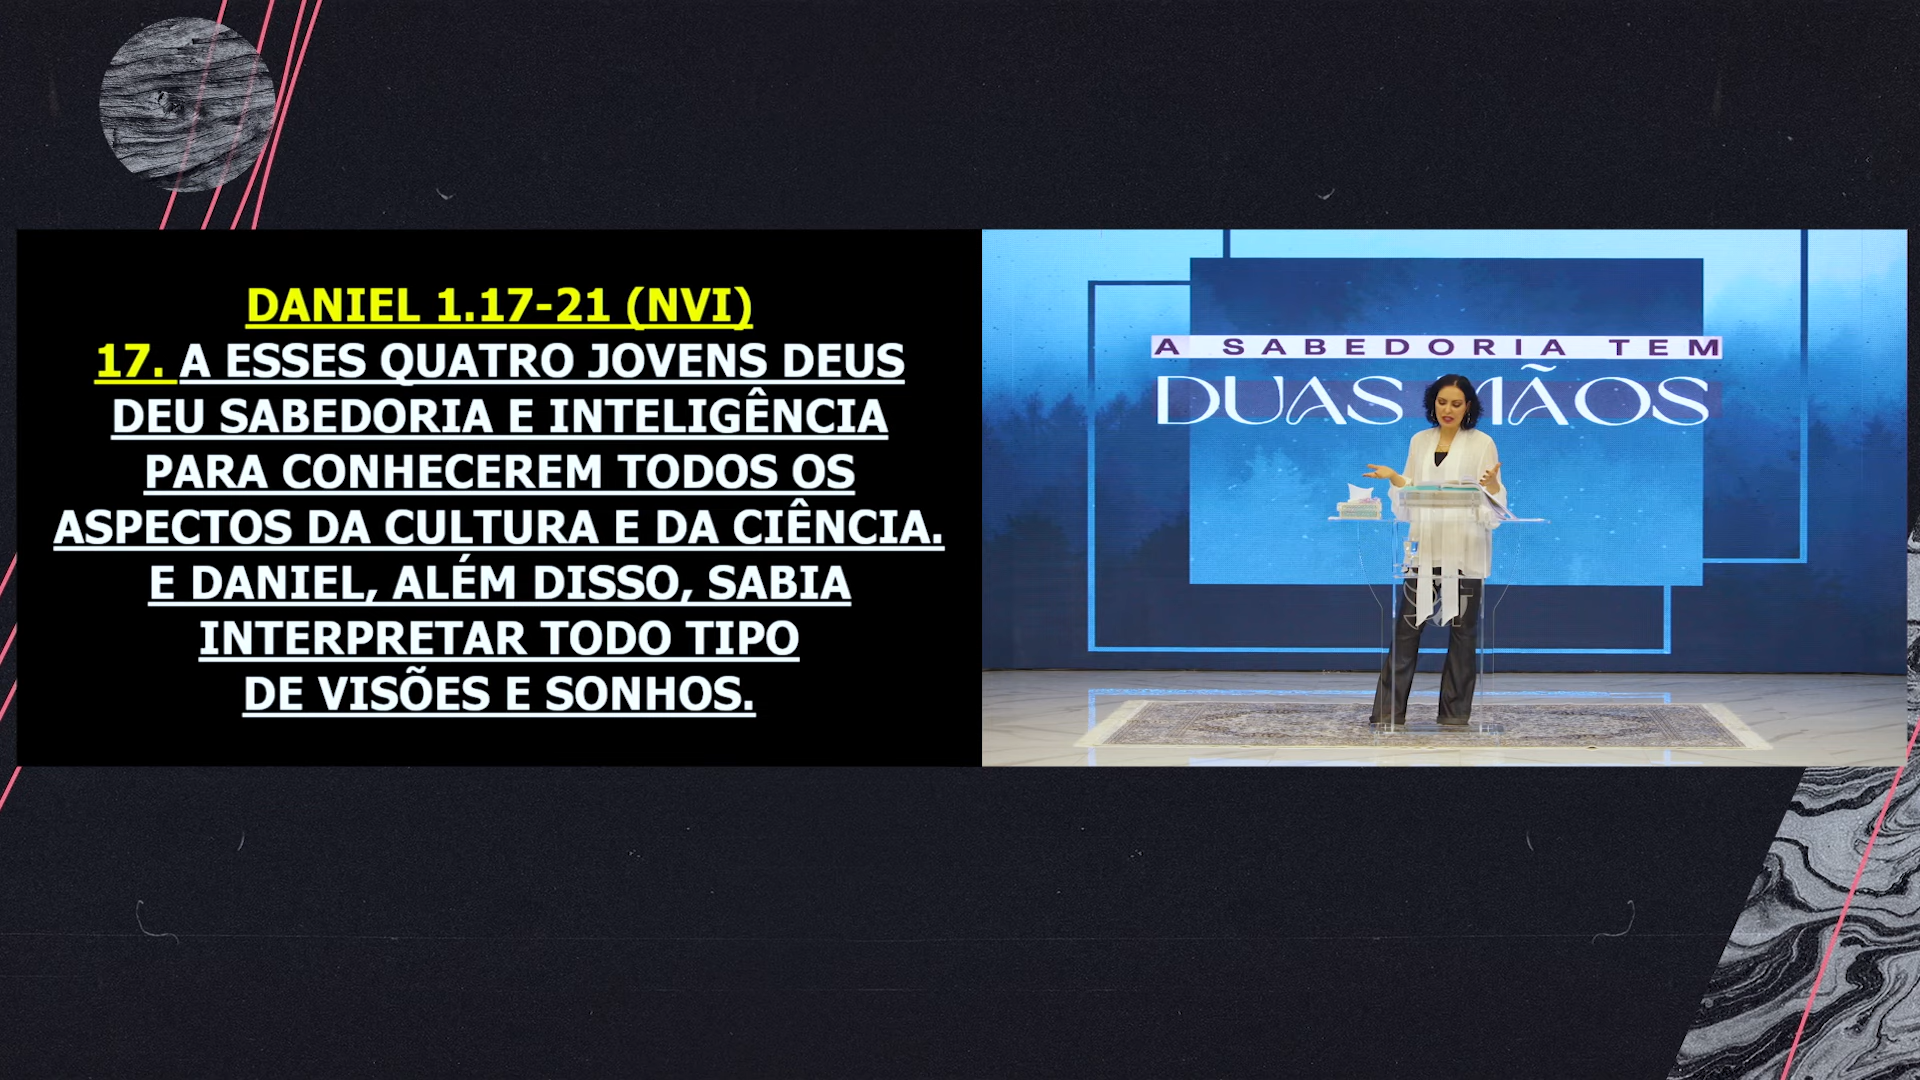 DANIEL 1.17-21 (NVI)
17. A ESSES QUATRO JOVENS DEUS
DEU SABEDORIA E INTELIGÊNCIA
PARA CONHECEREM TODOS OS
ASPECTOS DA CULTURA E DA CIÊNCIA.
E DANIEL, ALÉM DISSO, SABIA
INTERPRETAR TODO TIPO
DE VISÕES E SONHOS.
A SABEDORIA TEM
DUAS MÃOS